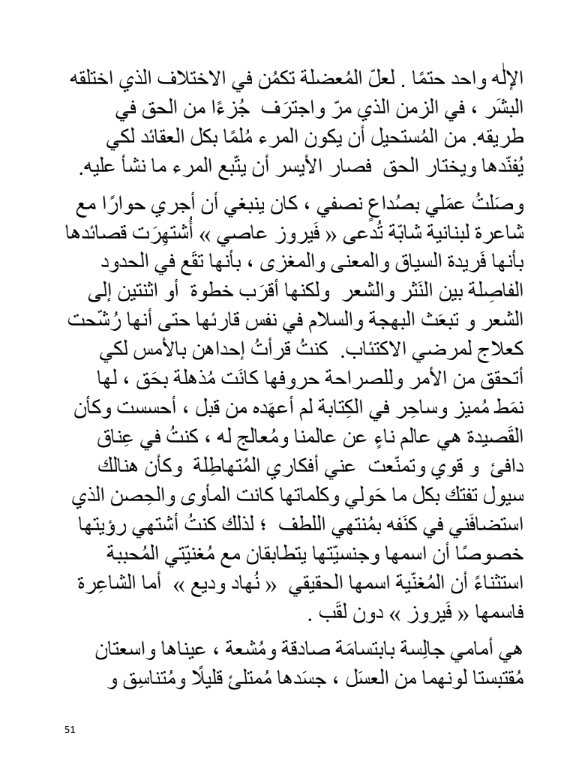 الإلٰه واحد حتمًا . لعلّ المُعضلة تكمُن في الاختلاف الذي اختلقه
البشَر ، في الزمن الذي مرّ واجترَف جُزءًا من الحق في
طريقه. من المُستحيل أن يكون المرء مُلمًا بكل العقائد لكي
يُفنّدها ويختار الحق فصار الأيسر أن يتّبع المرء ما نشأ عليه.
وصَلتُ عمَلي بصُداعٍ نصفي ، كان ينبغي أن أجري حوارًا مع
شاعرة لبنانية شابّة تُدعى « فَيروز عاصي » أُشتهِرَت قصائدها
بأنها فَريدة السياق والمعنى والمغزى ، بأنها تقَع في الحدود
الفاصِلة بين النَثر والشعر ولكنها أقرَب خطوة أو اثنتين إلى
الشعر و تبعَث البهجة والسلام في نفس قارئها حتى أنها رُشّحت
كعلاج لمرضي الاكتئاب. كنتُ قرأتُ إحداهن بالأمس لكي
أتحقق من الأمر وللصراحة حروفها كانَت مُذهلة بحَق ، لها
نمَط مُميز وساحِر في الكِتابة لم أعهَده من قبل ، أحسست وكأن
القَصيدة هي عالم ناءٍ عن عالمنا ومُعالج له ، كنتُ في عِناق
دافئ و قوي وتمنّعت عني أفكاري المُتهاطِلة وكأن هنالك
سيول تفتك بكل ما حَولي وكلماتها كانت المأوى والحِصن الذي
استضافَني في كنَفه بمُنتهي اللطف ؛ لذلك كنتُ أشتهي رؤيتها
خصوصًا أن اسمها وجنسيّتها يتطابقان مع مُغنيّتي المُحببة
استثناءً أن المُغنّية اسمها الحقيقي « نُهاد وديع » أما الشاعِرة
فاسمها « فَيروز » دون لقَب .
هي أمامي جالِسة بابتسامَة صادقة ومُشعة ، عيناها واسعتان
مُقتبستا لونهما من العسَل ، جسَدها مُمتلئ قليلًا ومُتناسِق و
51